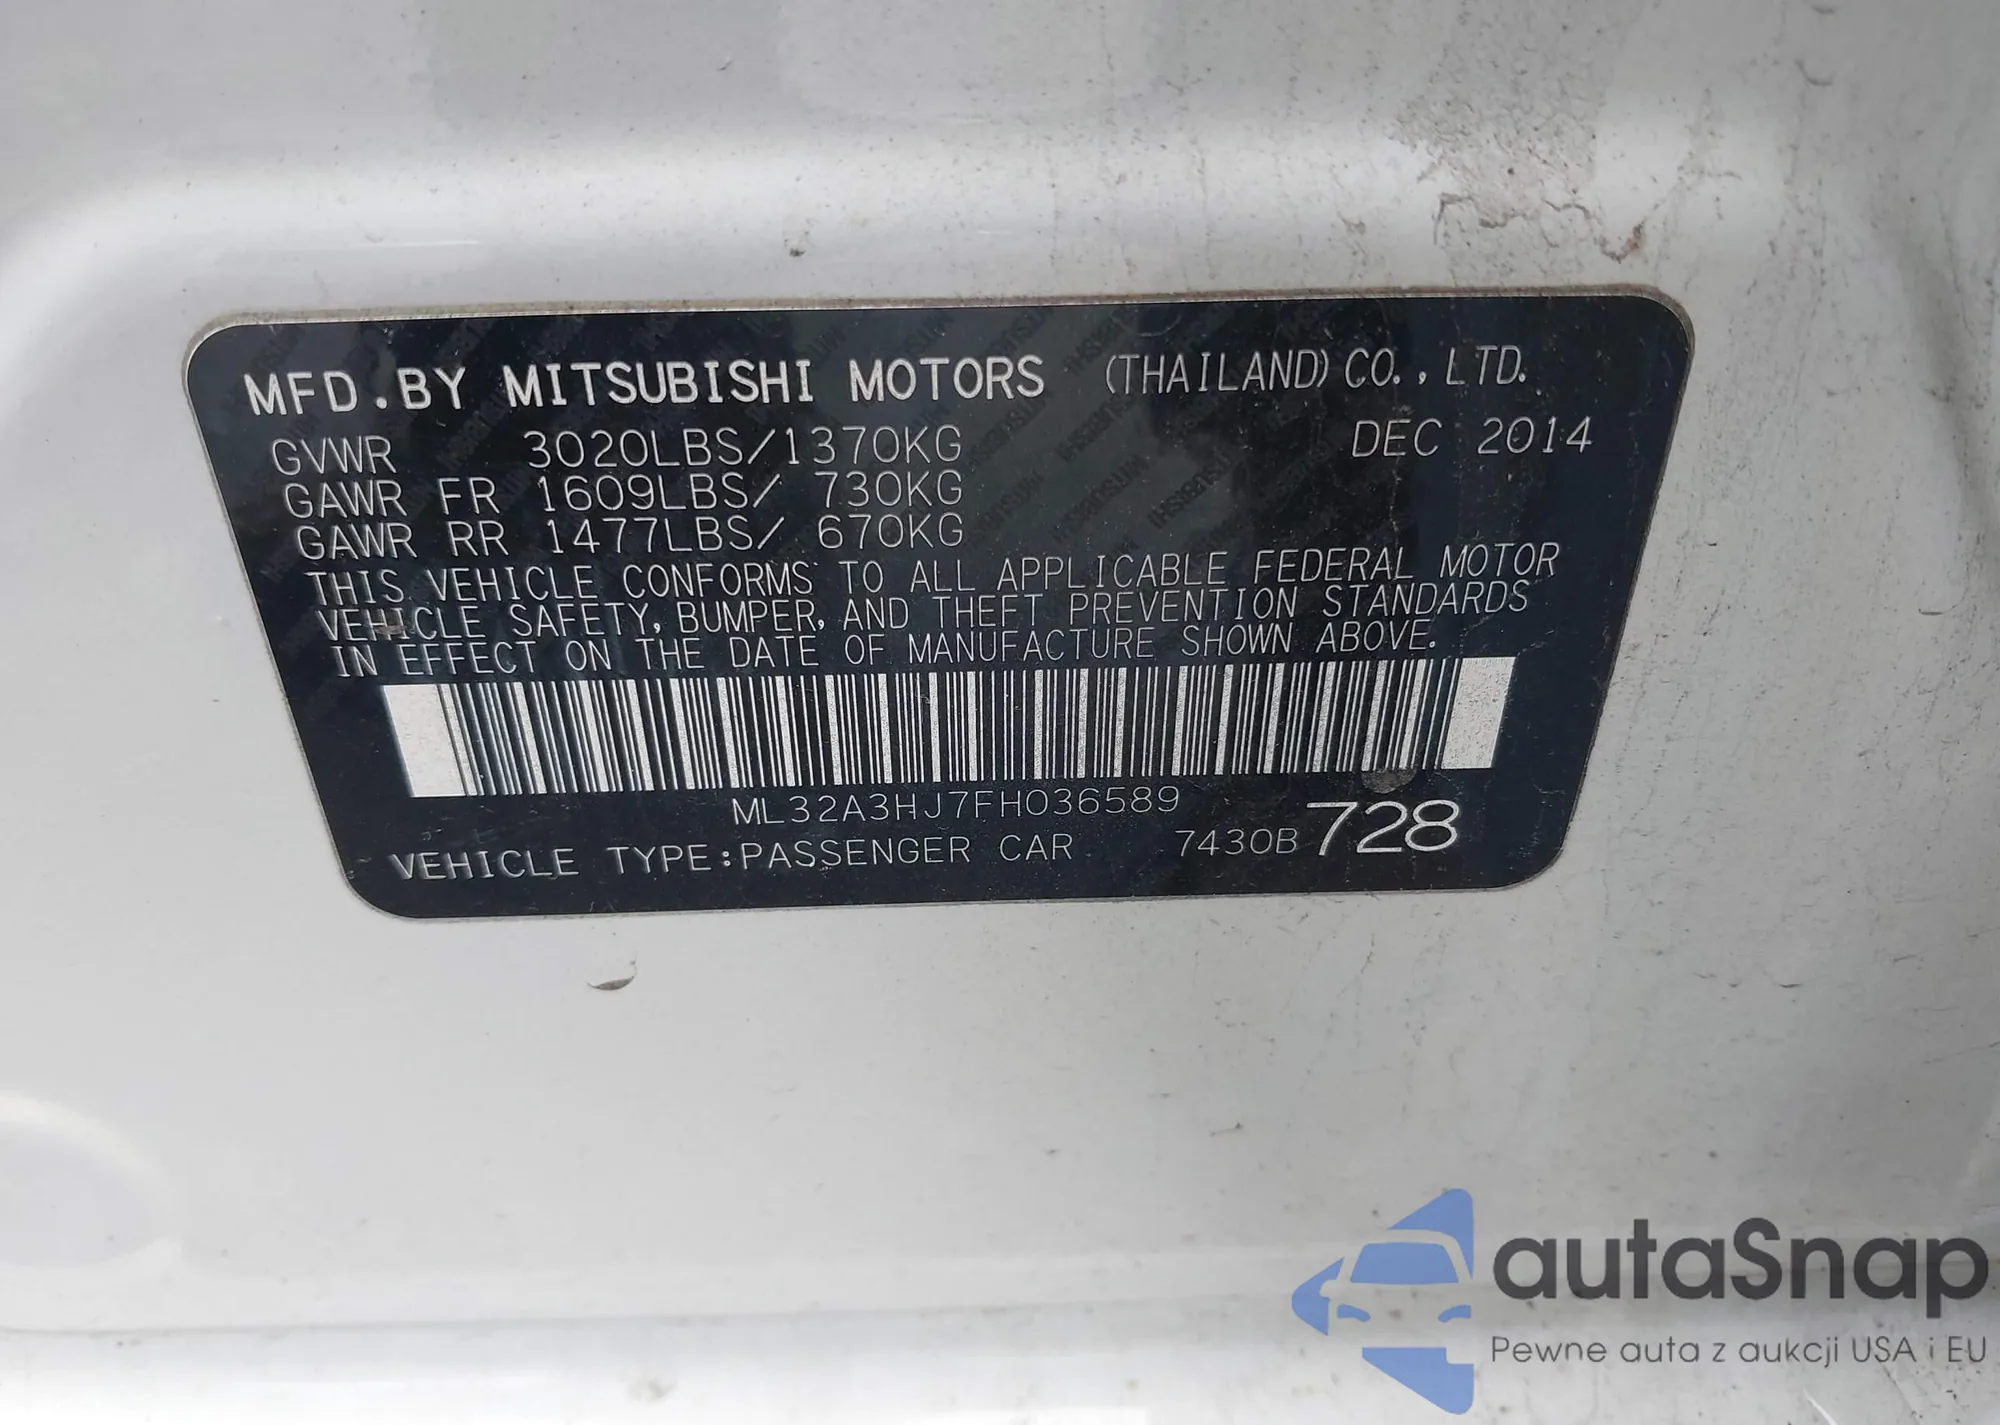 MFD.BY MITSUBISHI MOTORS (THAILAND) CO., LTD.
GVWR 3020LBS/1370KG DEC 2014
GAWR FR 1609LBS/ 730KG
GAWR RR 1477LBS/ 670KG
THIS VEHICLE CONFORMS TO ALL APPLICABLE FEDERAL MOTOR
VEHICLE SAFETY, BUMPER, AND THEFT PREVENTION STANDARDS
IN EFFECT ON THE DATE OF MANUFACTURE SHOWN ABOVE.
ML32A3HJ7FH036589
VEHICLE TYPE:PASSENGER CAR 7430B 728
autaSnap
Pewne auta z aukcji USA i EU